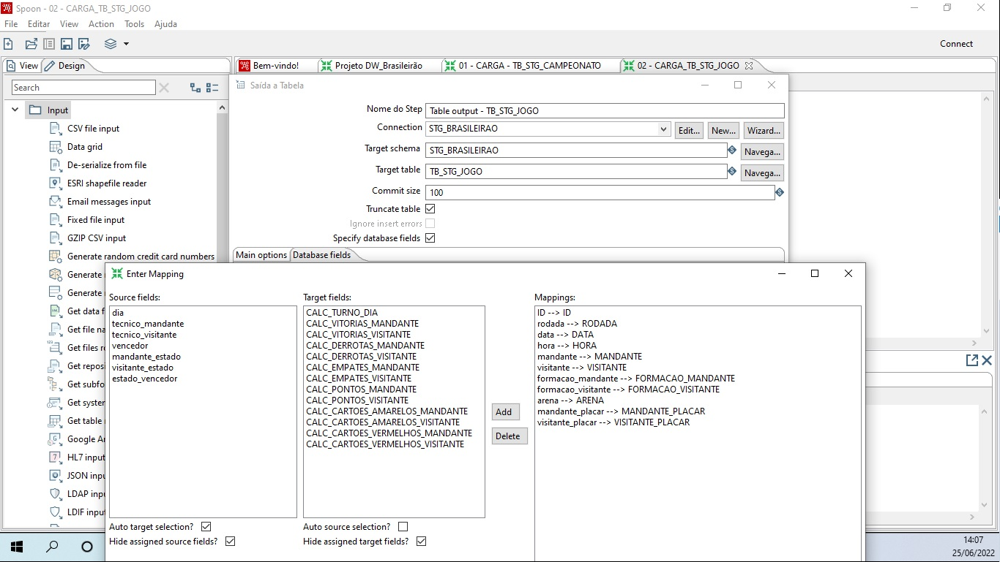 Spoon - 02 - CARGA_TB_STG_JOGO
File Editar View Action Tools Ajuda
Connect
View Design
Bem-vindo! Projeto DW_Brasileirão 01 - CARGA - TB_STG_CAMPEONATO 02 - CARGA_TB_STG_JOGO
Search
Input
CSV file input
Data grid
De-serialize from file
ESRI shapefile reader
Email messages input
Fixed file input
GZIP CSV input
Generate random credit card numbers
Generate
Generate
Get data f
Get file na
Get files ro
Get reposi
Get subfo
Get system
Get table
Google An
HL7 input
JSON inpu
LDAP inpu
LDIF input
Saída a Tabela
Nome do Step Table output - TB_STG_JOGO
Connection STG_BRASILEIRAO Edit... New... Wizard...
Target schema STG_BRASILEIRAO Navega...
Target table TB_STG_JOGO Navega...
Commit size 100
Truncate table
Ignore insert errors
Specify database fields
Main options Database fields
Enter Mapping
Source fields:
dia
tecnico_mandante
tecnico_visitante
vencedor
mandante_estado
visitante_estado
estado_vencedor
Auto target selection?
Hide assigned source fields?
Target fields:
CALC_TURNO_DIA
CALC_VITORIAS_MANDANTE
CALC_VITORIAS_VISITANTE
CALC_DERROTAS_MANDANTE
CALC_DERROTAS_VISITANTE
CALC_EMPATES_MANDANTE
CALC_EMPATES_VISITANTE
CALC_PONTOS_MANDANTE
CALC_PONTOS_VISITANTE
CALC_CARTOES_AMARELOS_MANDANTE
CALC_CARTOES_AMARELOS_VISITANTE
CALC_CARTOES_VERMELHOS_MANDANTE
CALC_CARTOES_VERMELHOS_VISITANTE
Auto source selection?
Hide assigned target fields?
Add
Delete
Mappings:
ID --> ID
rodada --> RODADA
data --> DATA
hora --> HORA
mandante --> MANDANTE
visitante --> VISITANTE
formacao_mandante --> FORMACAO_MANDANTE
formacao_visitante --> FORMACAO_VISITANTE
arena --> ARENA
mandante_placar --> MANDANTE_PLACAR
visitante_placar --> VISITANTE_PLACAR
14:07
25/06/2022